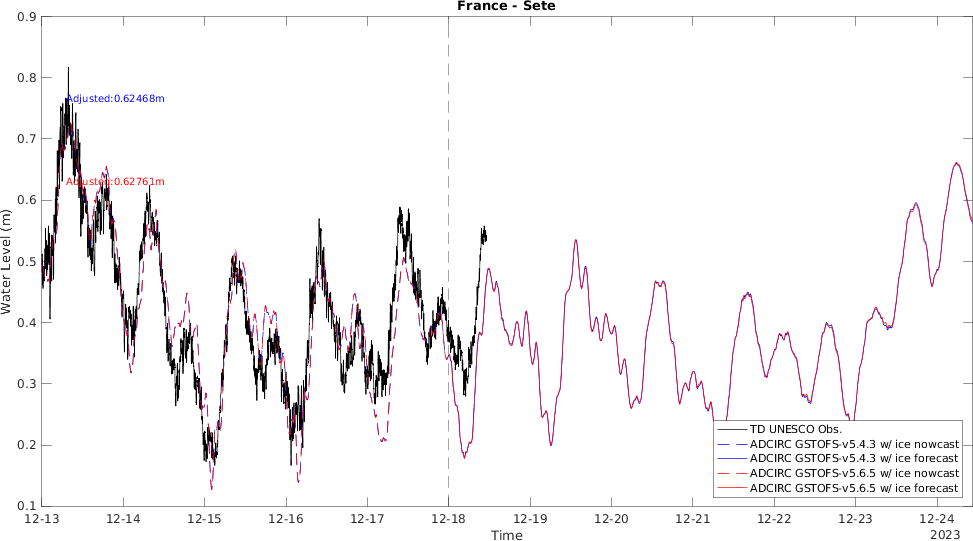 France - Sete
0.9
0.8
0.7
0.6
0.5
0.4
0.3
0.2
0.1
Water Level (m)
Adjusted:0.62468m
Adjusted:0.62761m
TD UNESCO Obs.
ADCIRC GSTOFS-v5.4.3 w/ ice nowcast
ADCIRC GSTOFS-v5.4.3 w/ ice forecast
ADCIRC GSTOFS-v5.6.5 w/ ice nowcast
ADCIRC GSTOFS-v5.6.5 w/ ice forecast
12-13 12-14 12-15 12-16 12-17 12-18 12-19 12-20 12-21 12-22 12-23 12-24
Time
2023